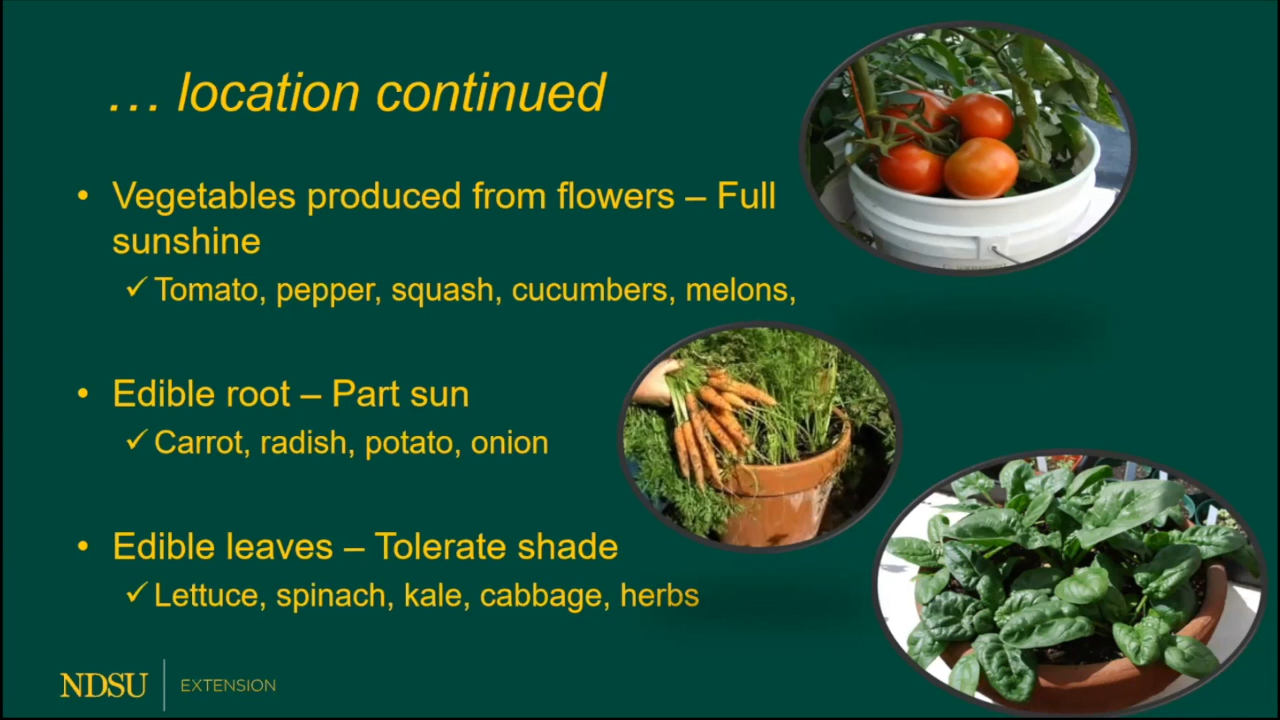 … location continued
• Vegetables produced from flowers – Full
sunshine
✓ Tomato, pepper, squash, cucumbers, melons,
• Edible root – Part sun
✓ Carrot, radish, potato, onion
• Edible leaves – Tolerate shade
✓ Lettuce, spinach, kale, cabbage, herbs
NDSU EXTENSION